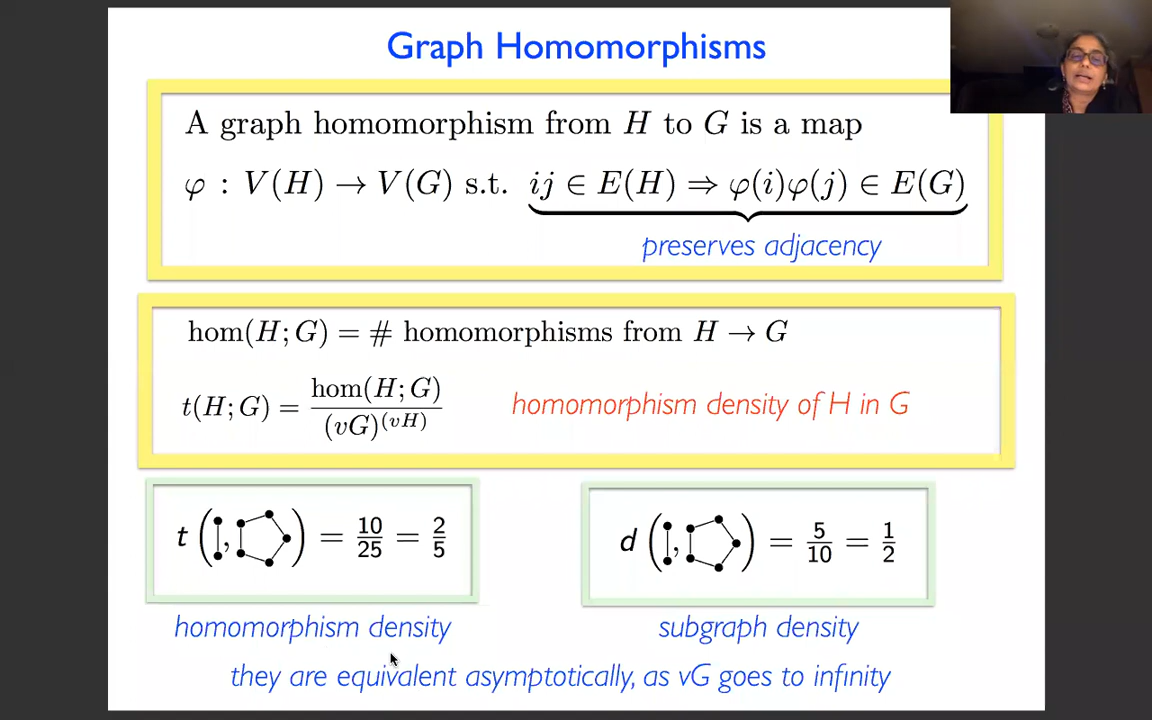 Graph Homomorphisms
A graph homomorphism from H to G is a map
φ : V(H) → V(G) s.t. ij ∈ E(H) ⇒ φ(i)φ(j) ∈ E(G)
preserves adjacency
hom(H; G) = # homomorphisms from H → G
t(H; G) = hom(H; G) / (vG)^(vH)
homomorphism density of H in G
t ( , ) = 10/25 = 2/5
d ( , ) = 5/10 = 1/2
homomorphism density
subgraph density
they are equivalent asymptotically, as vG goes to infinity